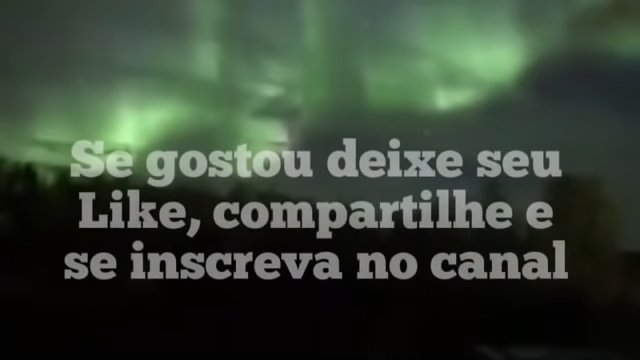 Se gostou deixe seu
Like, compartilhe e
se inscreva no canal